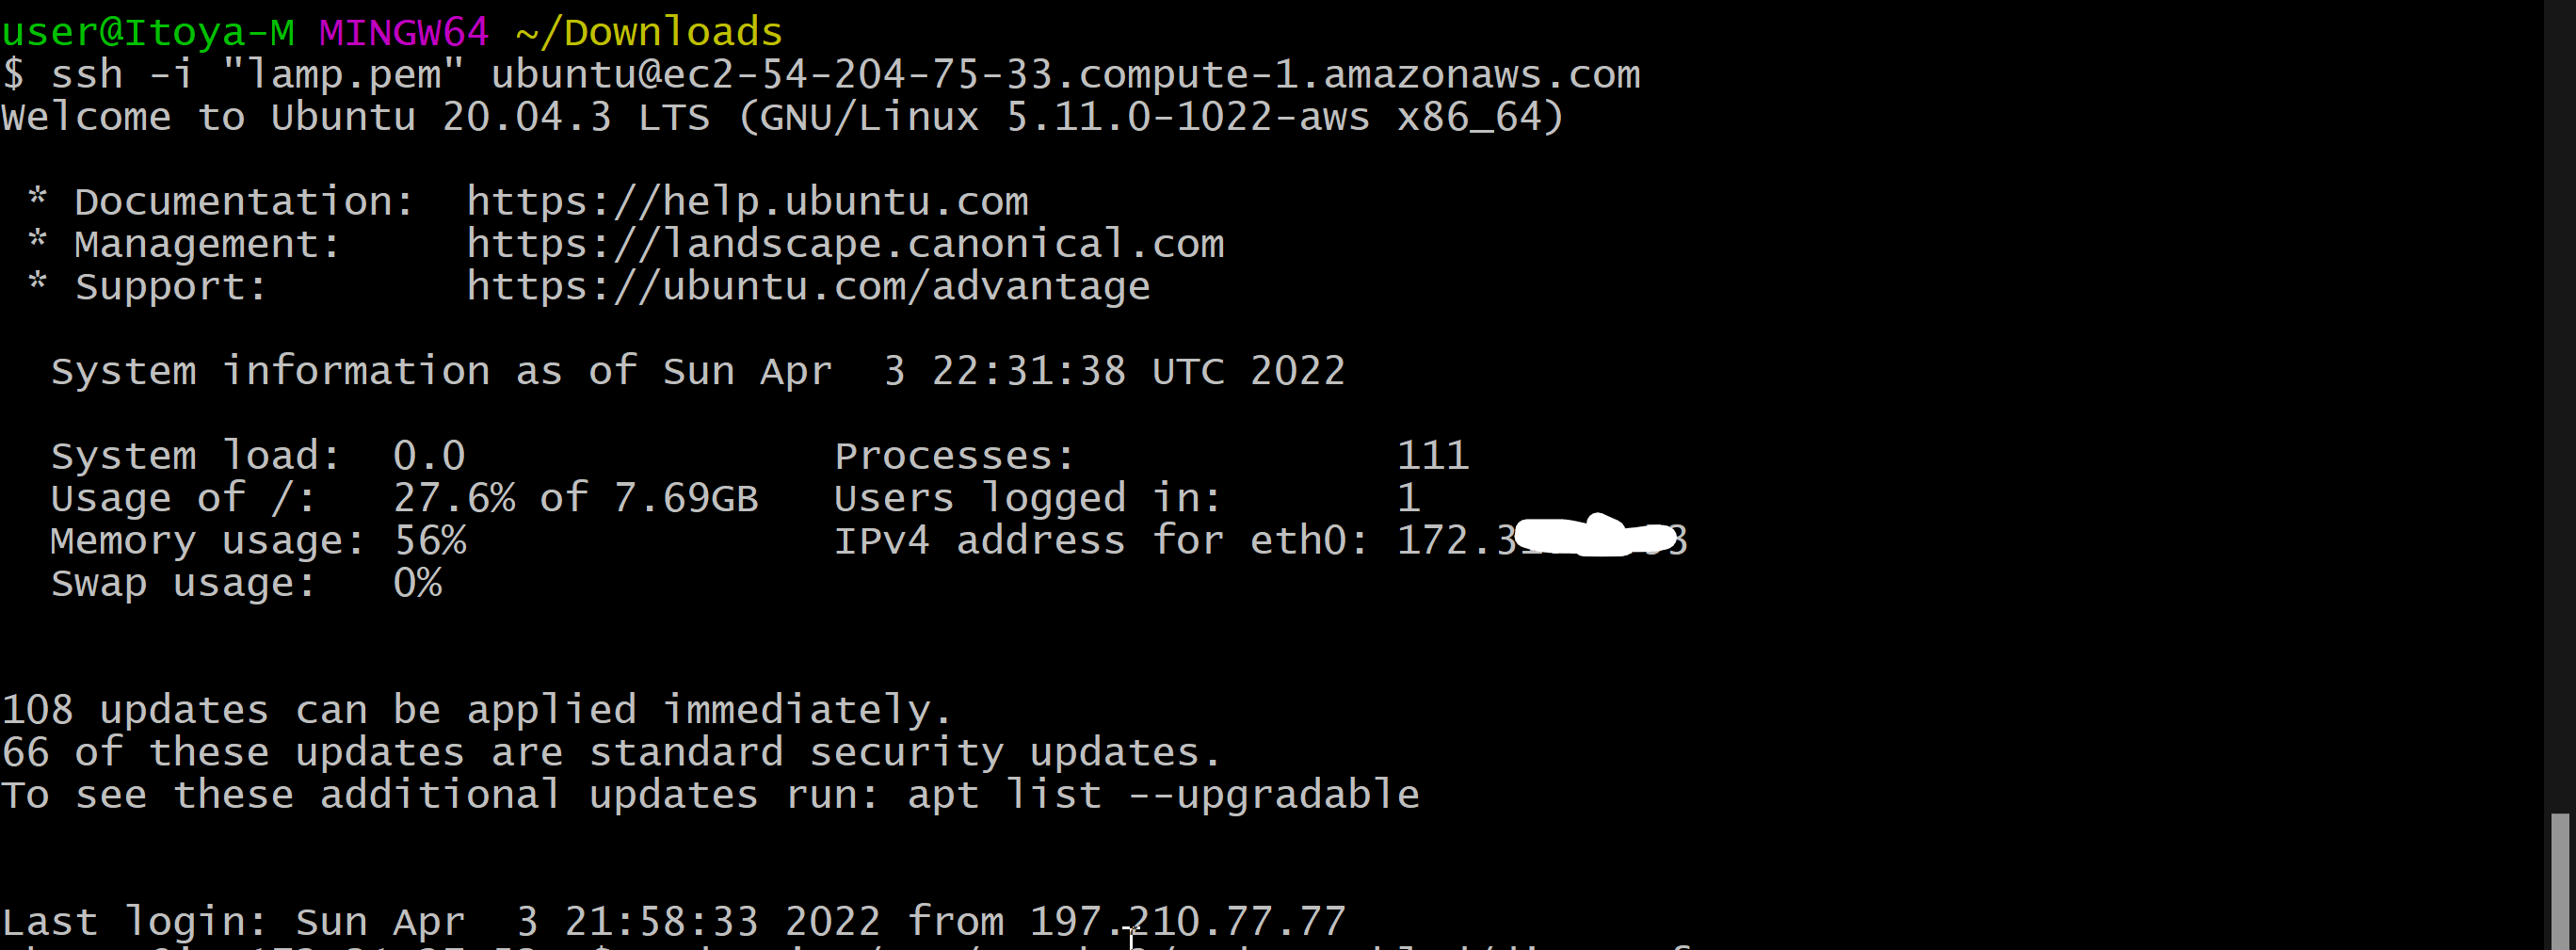 user@Itoya-M MINGW64 ~/Downloads
$ ssh -i "lamp.pem" ubuntu@ec2-54-204-75-33.compute-1.amazonaws.com
Welcome to Ubuntu 20.04.3 LTS (GNU/Linux 5.11.0-1022-aws x86_64)
* Documentation:  https://help.ubuntu.com
* Management:     https://landscape.canonical.com
* Support:        https://ubuntu.com/advantage
System information as of Sun Apr  3 22:31:38 UTC 2022
System load:  0.0               Processes:             111
Usage of /:   27.6% of 7.69GB   Users logged in:       1
Memory usage: 56%               IPv4 address for eth0:
Swap usage:   0%
108 updates can be applied immediately.
66 of these updates are standard security updates.
To see these additional updates run: apt list --upgradable
Last login: Sun Apr  3 21:58:33 2022 from 197.210.77.77